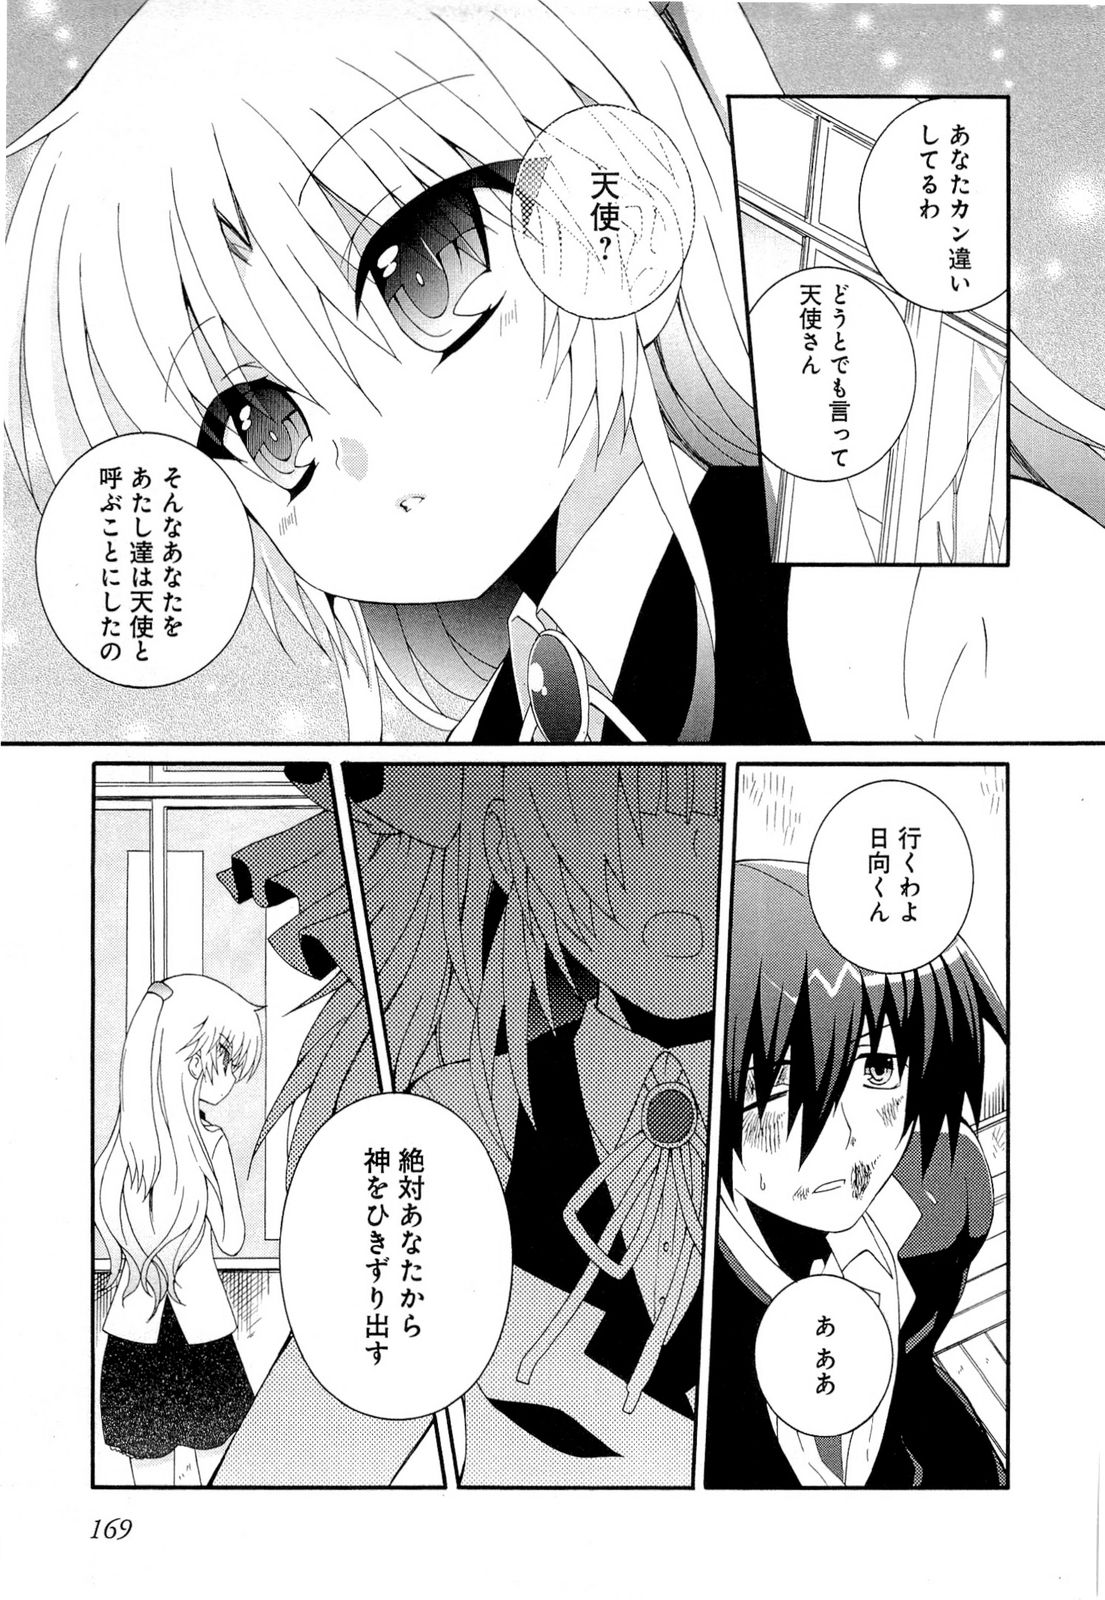 あなたカン違い
してるわ
どうとでも言って
天使さん
天使?
そんなあなたを
あたし達は天使と
呼ぶことにしたの
行くわよ
日向くん
あああ
絶対あなたから
神をひきずり出す
169